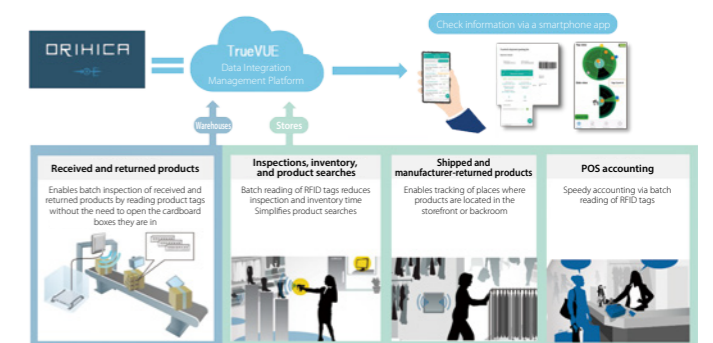 Check information via a smartphone app
ORIHICA
TrueVUE
Data Integration
Management Platform
Warehouses
Stores
Received and returned products
Enables batch inspection of received and
returned products by reading product tags
without the need to open the cardboard
boxes they are in
Inspections, inventory,
and product searches
Batch reading of RFID tags reduces
inspection and inventory time
Simplifies product searches
Shipped and
manufacturer-returned products
Enables tracking of places where
products are located in the
storefront or backroom
POS accounting
Speedy accounting via batch
reading of RFID tags